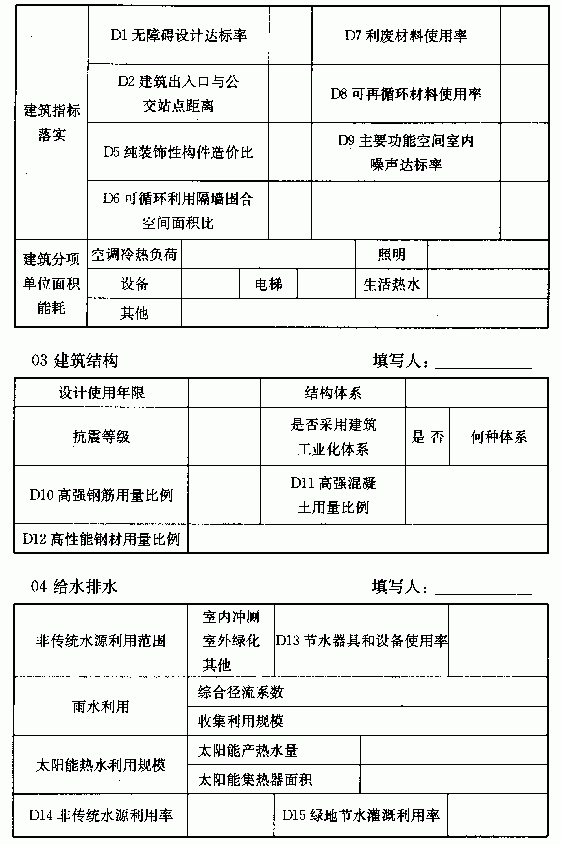 建筑指标
落实
D1 无障碍设计达标率
D7 利废材料使用率
D2 建筑出入口与公
交站点距离
D8 可再循环材料使用率
D5 纯装饰性构件造价比
D9 主要功能空间室内
噪声达标率
D6 可循环利用隔墙围合
空间面积比
建筑分项
单位面积
能耗
空调冷热负荷
照明
设备
电梯
生活热水
其他
03 建筑结构
填写人：
设计使用年限
结构体系
抗震等级
是否采用建筑
工业化体系
是 否
何种体系
D10 高强钢筋用量比例
D11 高强混凝
土用量比例
D12 高性能钢材用量比例
04 给水排水
填写人：
非传统水源利用范围
室内冲厕
室外绿化
其他
D13 节水器具和设备使用率
雨水利用
综合径流系数
收集利用规模
太阳能热水利用规模
太阳能产热水量
太阳能集热器面积
D14 非传统水源利用率
D15 绿地节水灌溉利用率